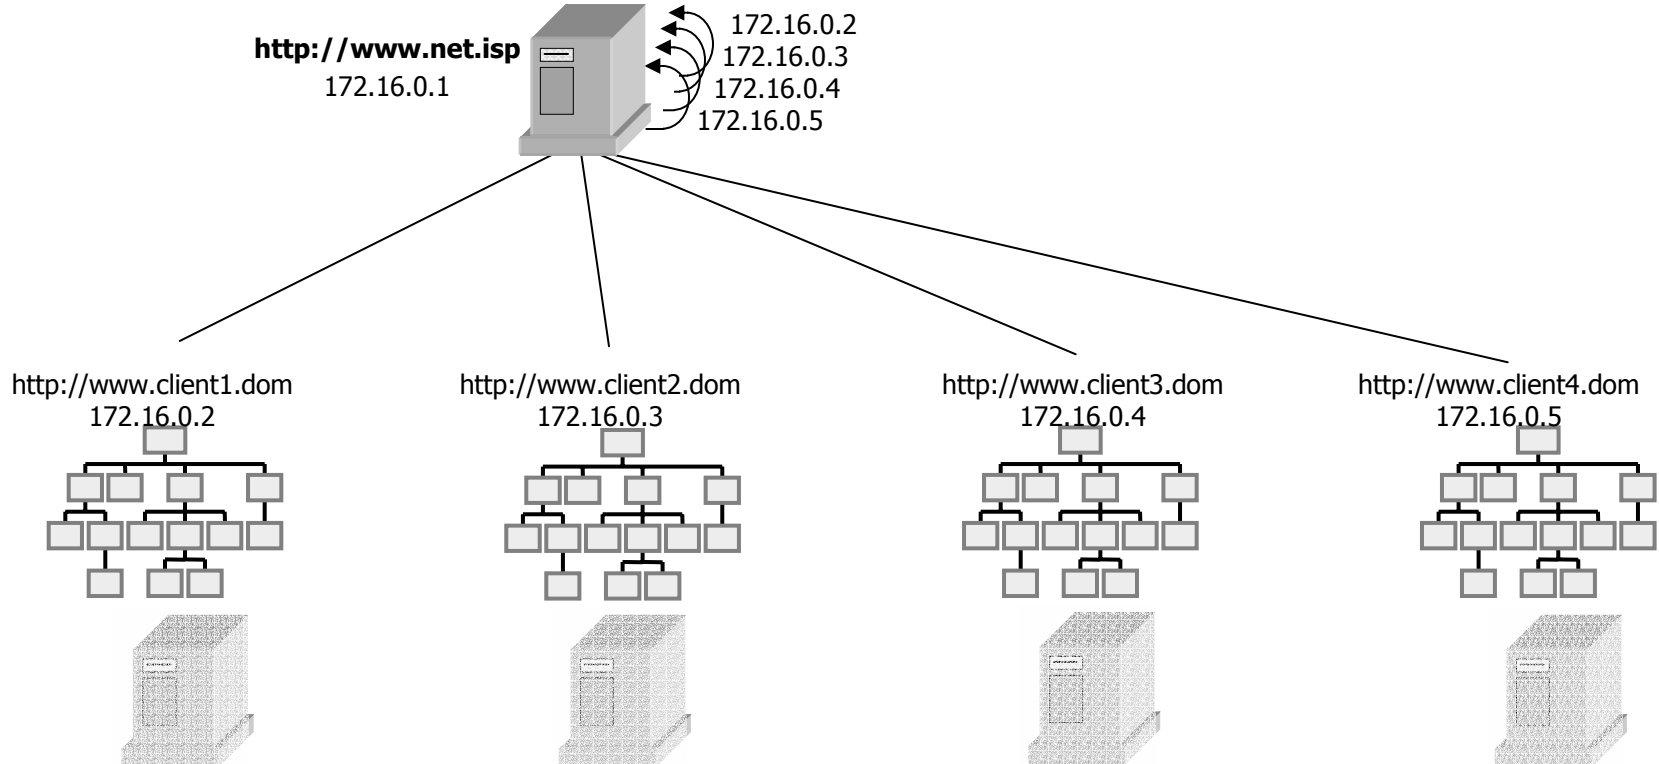 http://www.net.isp
172.16.0.1
172.16.0.2
172.16.0.3
172.16.0.4
172.16.0.5
http://www.client1.dom
172.16.0.2
http://www.client2.dom
172.16.0.3
http://www.client3.dom
172.16.0.4
http://www.client4.dom
172.16.0.5